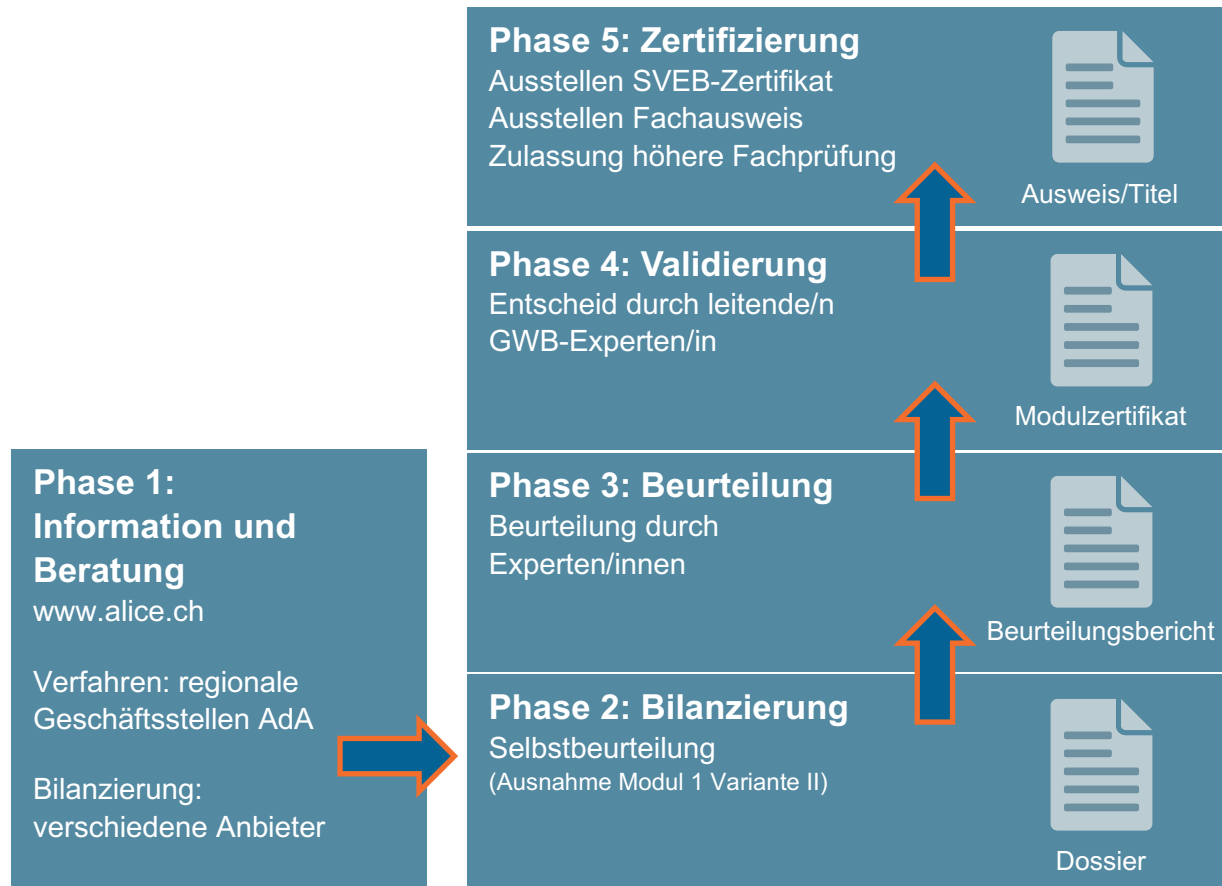 Phase 5: Zertifizierung
Ausstellen SVEB-Zertifikat
Ausstellen Fachausweis
Zulassung höhere Fachprüfung
Ausweis/Titel
Phase 4: Validierung
Entscheid durch leitende/n
GWB-Experten/in
Modulzertifikat
Phase 3: Beurteilung
Beurteilung durch
Experten/innen
Beurteilungsbericht
Phase 1:
Information und
Beratung
www.alice.ch
Verfahren: regionale
Geschäftsstellen AdA
Bilanzierung:
verschiedene Anbieter
Phase 2: Bilanzierung
Selbstbeurteilung
(Ausnahme Modul 1 Variante II)
Dossier